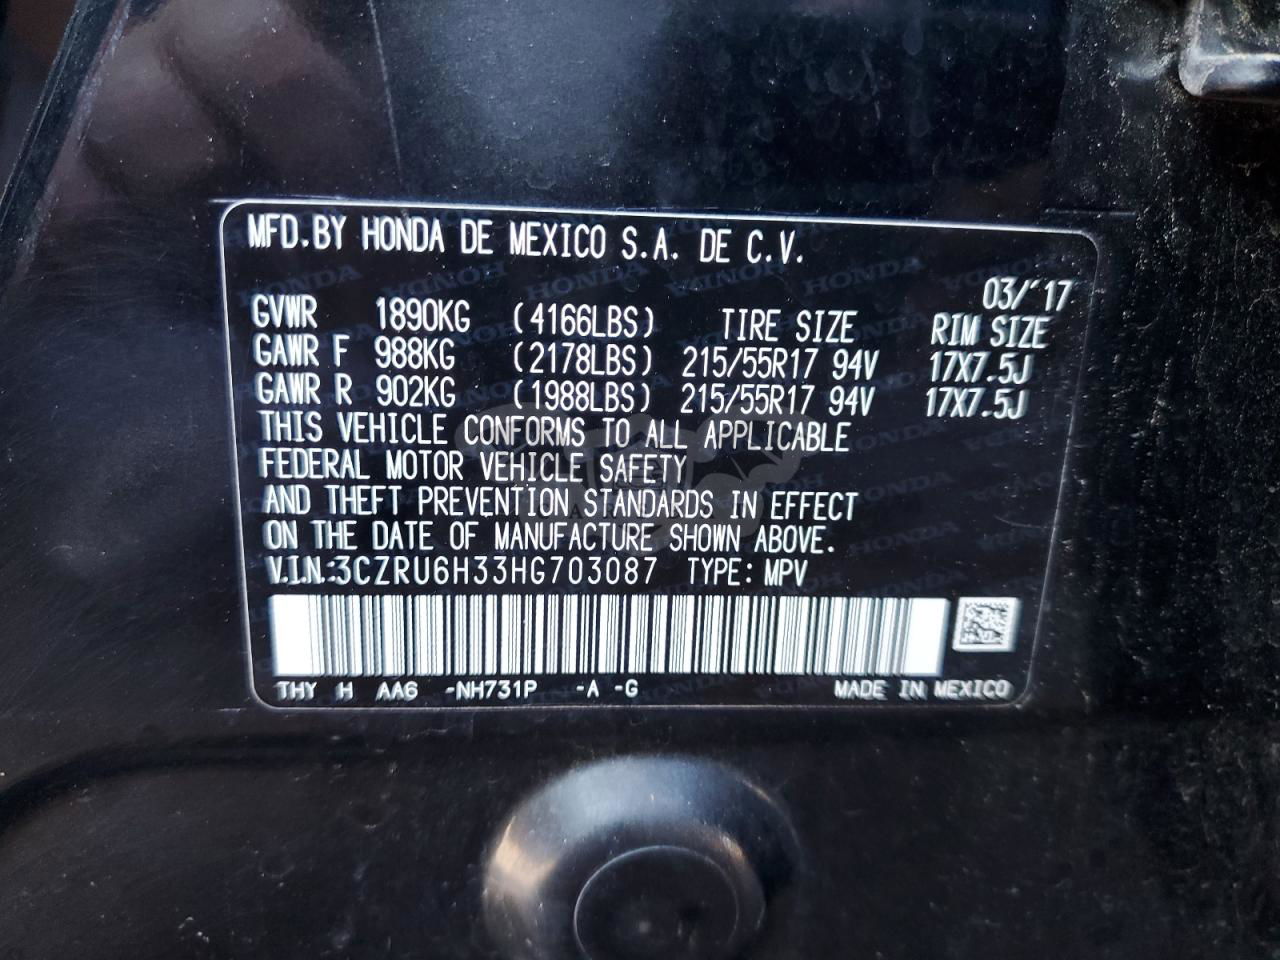 MFD.BY HONDA DE MEXICO S.A. DE C.V.
03/'17
GVWR 1890KG (4166LBS) TIRE SIZE RIM SIZE
GAWR F 988KG (2178LBS) 215/55R17 94V 17X7.5J
GAWR R 902KG (1988LBS) 215/55R17 94V 17X7.5J
THIS VEHICLE CONFORMS TO ALL APPLICABLE
FEDERAL MOTOR VEHICLE SAFETY
AND THEFT PREVENTION STANDARDS IN EFFECT
ON THE DATE OF MANUFACTURE SHOWN ABOVE.
V.I.N.:3CZRU6H33HG703087 TYPE: MPV
THY H AA6 -NH731P -A -G MADE IN MEXICO